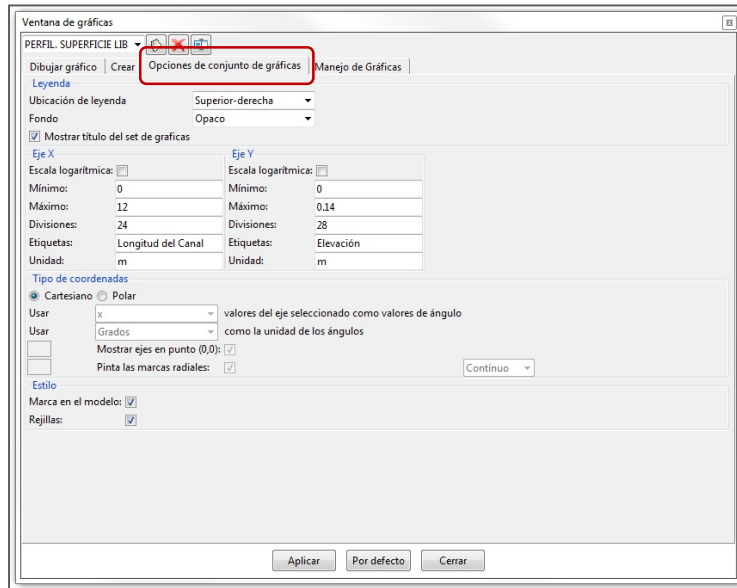 Ventana de gráficas
PERFIL. SUPERFICIE LIB
Dibujar gráfico Crear Opciones de conjunto de gráficas Manejo de Gráficas
Leyenda
Ubicación de leyenda Superior-derecha
Fondo Opaco
Mostrar título del set de graficas
Eje X Eje Y
Escala logarítmica: Escala logarítmica:
Mínimo: 0 Mínimo: 0
Máximo: 12 Máximo: 0.14
Divisiones: 24 Divisiones: 28
Etiquetas: Longitud del Canal Etiquetas: Elevación
Unidad: m Unidad: m
Tipo de coordenadas
Cartesiano Polar
Usar x valores del eje seleccionado como valores de ángulo
Usar Grados como la unidad de los ángulos
Mostrar ejes en punto (0,0):
Pinta las marcas radiales: Contínuo
Estilo
Marca en el modelo:
Rejillas:
Aplicar Por defecto Cerrar